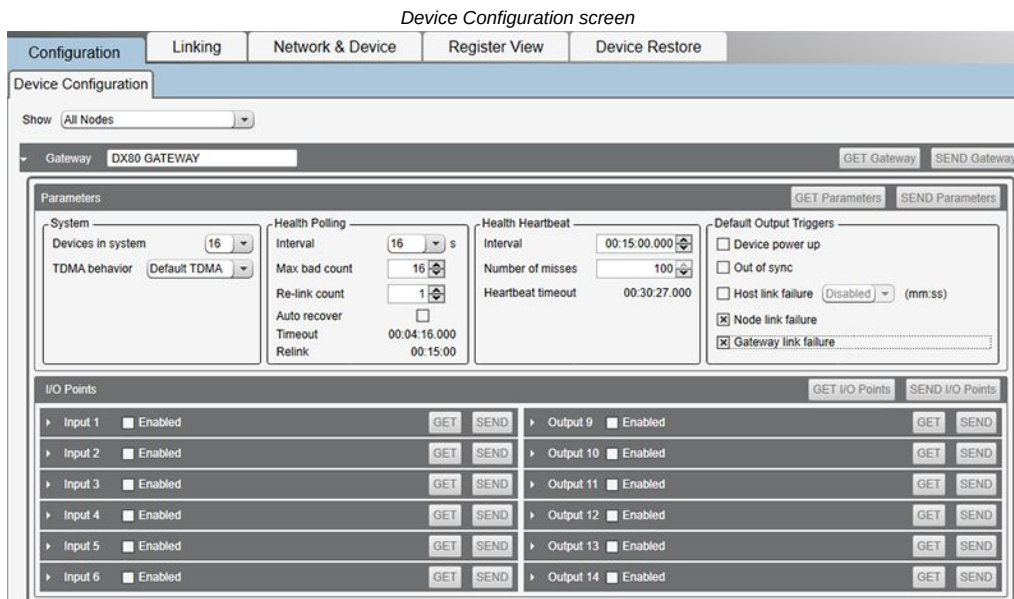 Device Configuration screen
Configuration Linking Network & Device Register View Device Restore
Device Configuration
Show All Nodes
Gateway DX80 GATEWAY GET Gateway SEND Gateway
Parameters GET Parameters SEND Parameters
System
Devices in system 16
TDMA behavior Default TDMA
Health Polling
Interval 16 s
Max bad count 16
Re-link count 1
Auto recover
Timeout 00:04:16.000
Relink 00:15:00
Health Heartbeat
Interval 00:15:00.000
Number of misses 100
Heartbeat timeout 00:30:27.000
Default Output Triggers
Device power up
Out of sync
Host link failure Disabled (mm:ss)
Node link failure
Gateway link failure
I/O Points GET I/O Points SEND I/O Points
Input 1 Enabled GET SEND Output 9 Enabled GET SEND
Input 2 Enabled GET SEND Output 10 Enabled GET SEND
Input 3 Enabled GET SEND Output 11 Enabled GET SEND
Input 4 Enabled GET SEND Output 12 Enabled GET SEND
Input 5 Enabled GET SEND Output 13 Enabled GET SEND
Input 6 Enabled GET SEND Output 14 Enabled GET SEND